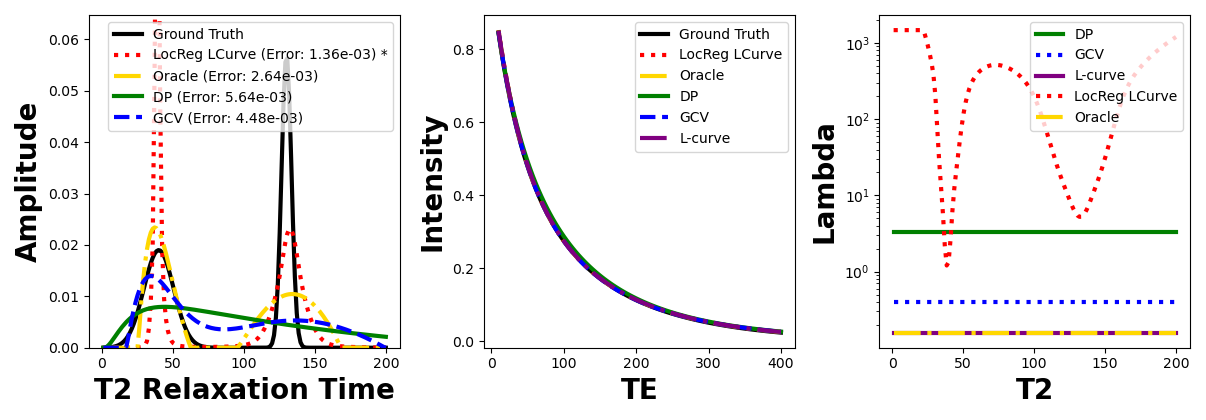 Amplitude
0.06
0.05
0.04
0.03
0.02
0.01
0.00
Ground Truth
LocReg LCurve (Error: 1.36e-03) *
Oracle (Error: 2.64e-03)
DP (Error: 5.64e-03)
GCV (Error: 4.48e-03)
0 50 100 150 200
T2 Relaxation Time
Intensity
0.8
0.6
0.4
0.2
0.0
Ground Truth
LocReg LCurve
Oracle
DP
GCV
L-curve
0 100 200 300 400
TE
Lambda
10³
10²
10¹
10⁰
DP
GCV
L-curve
LocReg LCurve
Oracle
0 50 100 150 200
T2